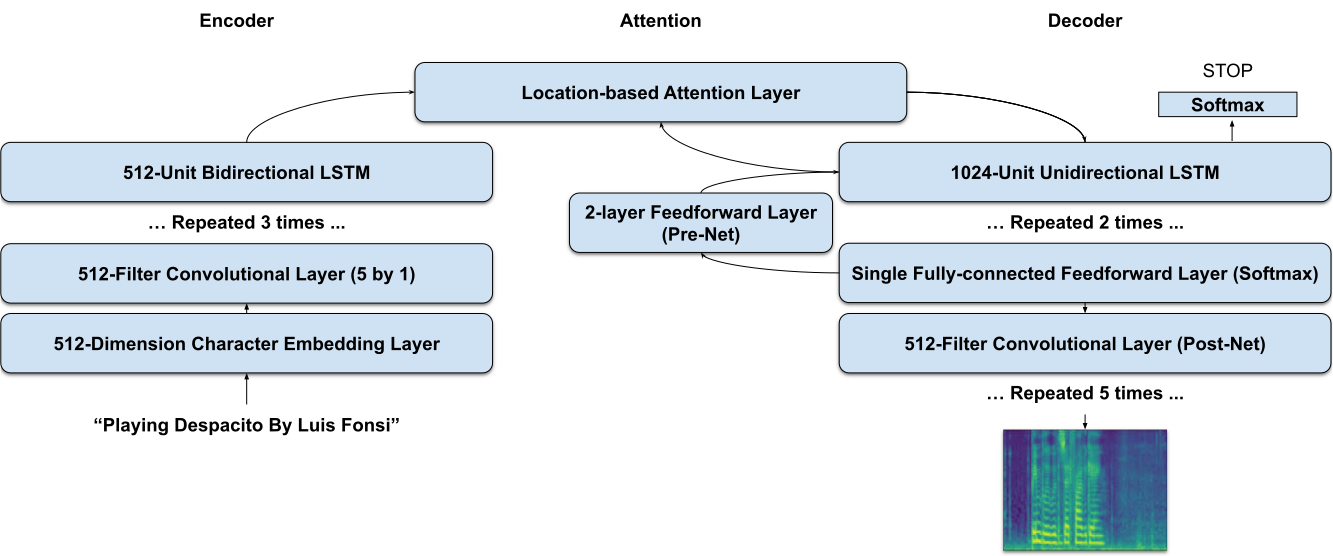 Encoder
Attention
Decoder
Location-based Attention Layer
STOP
Softmax
512-Unit Bidirectional LSTM
1024-Unit Unidirectional LSTM
… Repeated 3 times ...
2-layer Feedforward Layer
(Pre-Net)
… Repeated 2 times ...
512-Filter Convolutional Layer (5 by 1)
Single Fully-connected Feedforward Layer (Softmax)
512-Dimension Character Embedding Layer
512-Filter Convolutional Layer (Post-Net)
… Repeated 5 times ...
“Playing Despacito By Luis Fonsi”